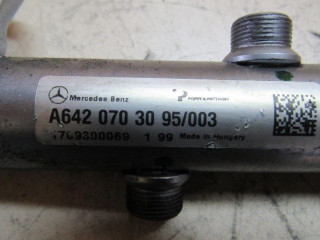 Mercedes Benz
A642 070 30 95/003
1709300069 1 99 Made in Hungary